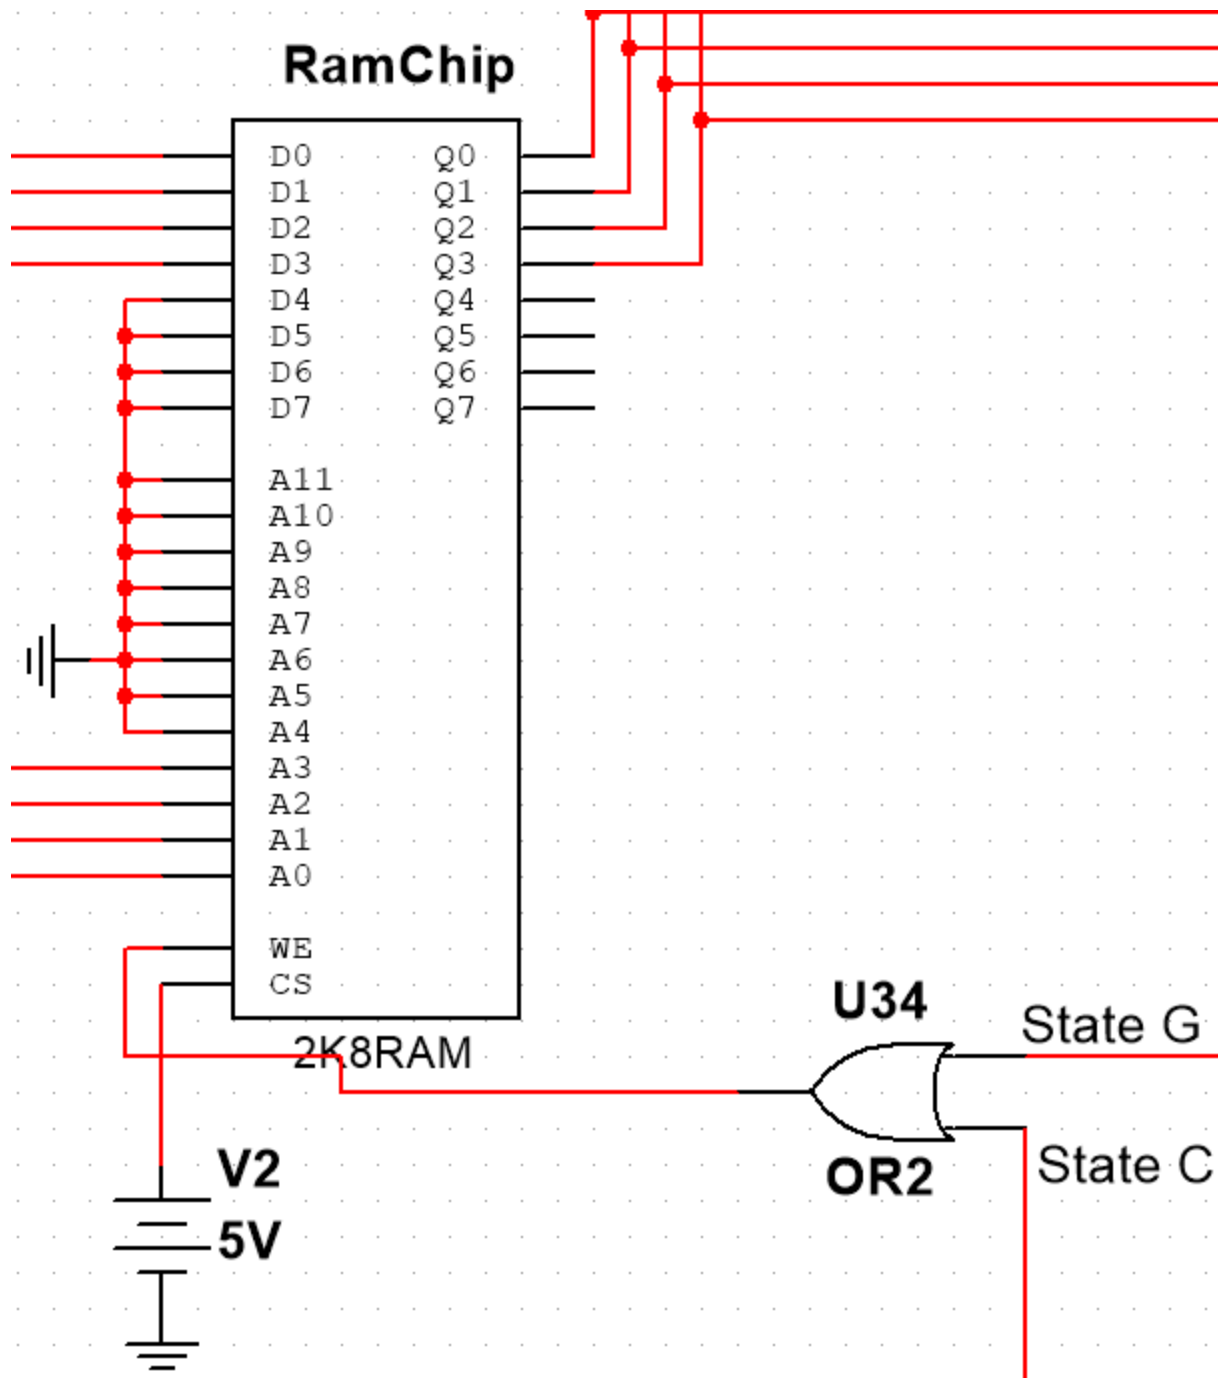 RamChip
D0 Q0
D1 Q1
D2 Q2
D3 Q3
D4 Q4
D5 Q5
D6 Q6
D7 Q7
A11
A10
A9
A8
A7
A6
A5
A4
A3
A2
A1
A0
WE
CS
2K8RAM
U34
State G
State C
OR2
V2
5V